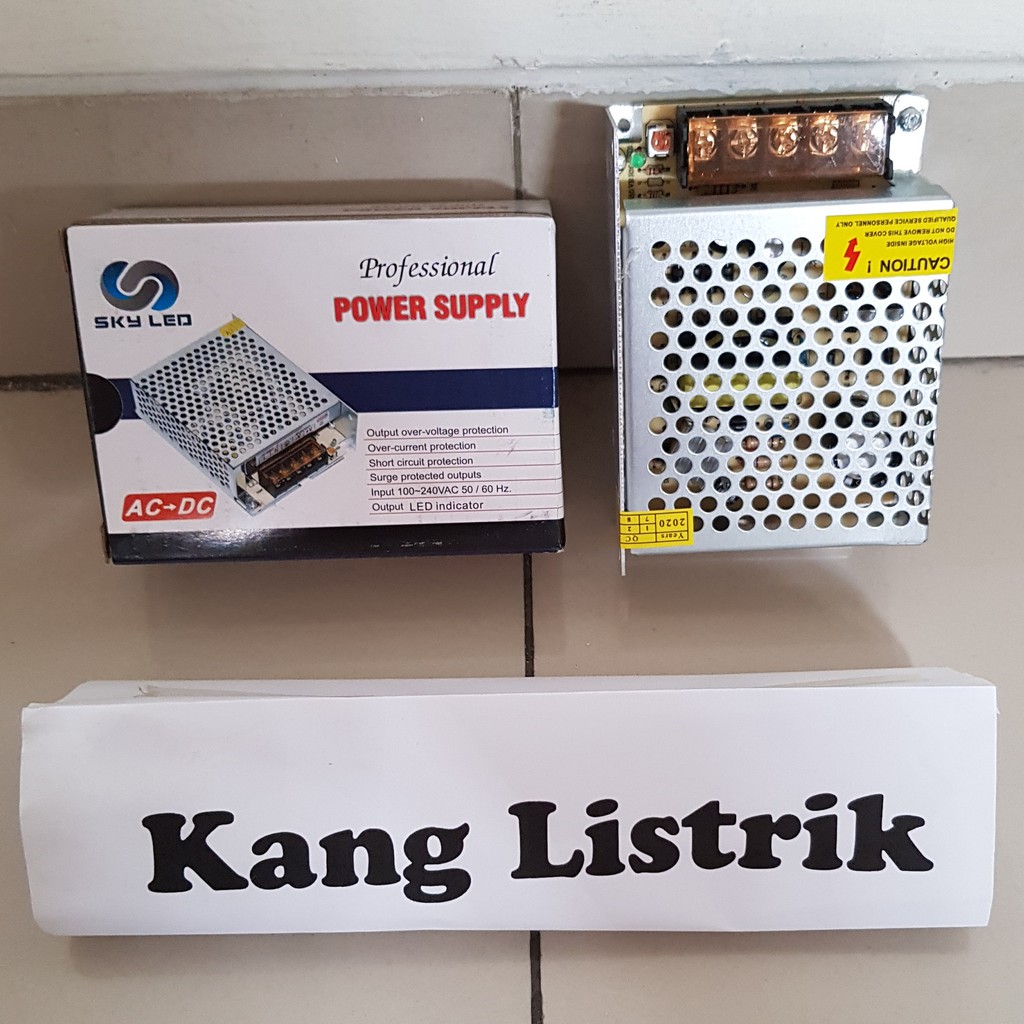 SKY LED
Professional
POWER SUPPLY
Output over-voltage protection
Over-current protection
Short circuit protection
Surge protected outputs
Input 100~240VAC 50 / 60 Hz.
Output LED indicator
AC→DC
CAUTION !
HIGH VOLTAGE INSIDE
DO NOT REMOVE THIS COVER
QUALIFIED SERVICE PERSONNEL ONLY
Years
2020
QC
Kang Listrik